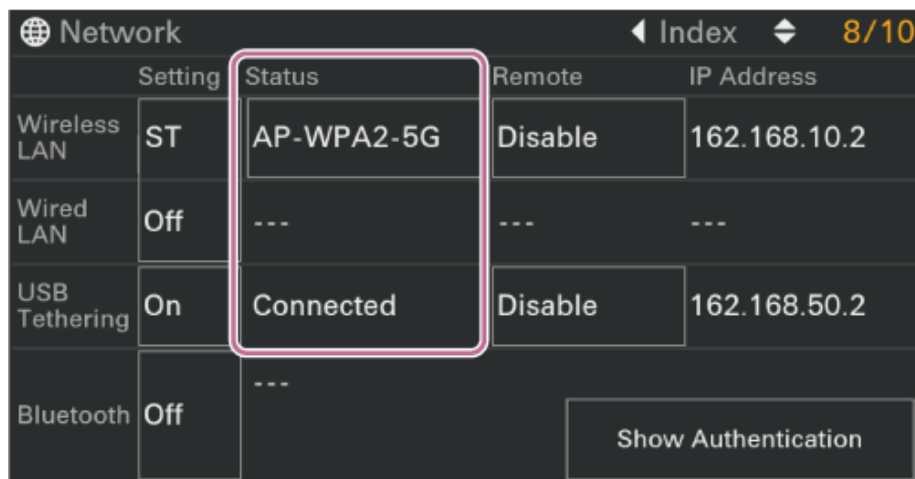 Network Index 8/10
Setting Status Remote IP Address
Wireless LAN ST AP-WPA2-5G Disable 162.168.10.2
Wired LAN Off --- --- ---
USB Tethering On Connected Disable 162.168.50.2
Bluetooth Off ---
Show Authentication